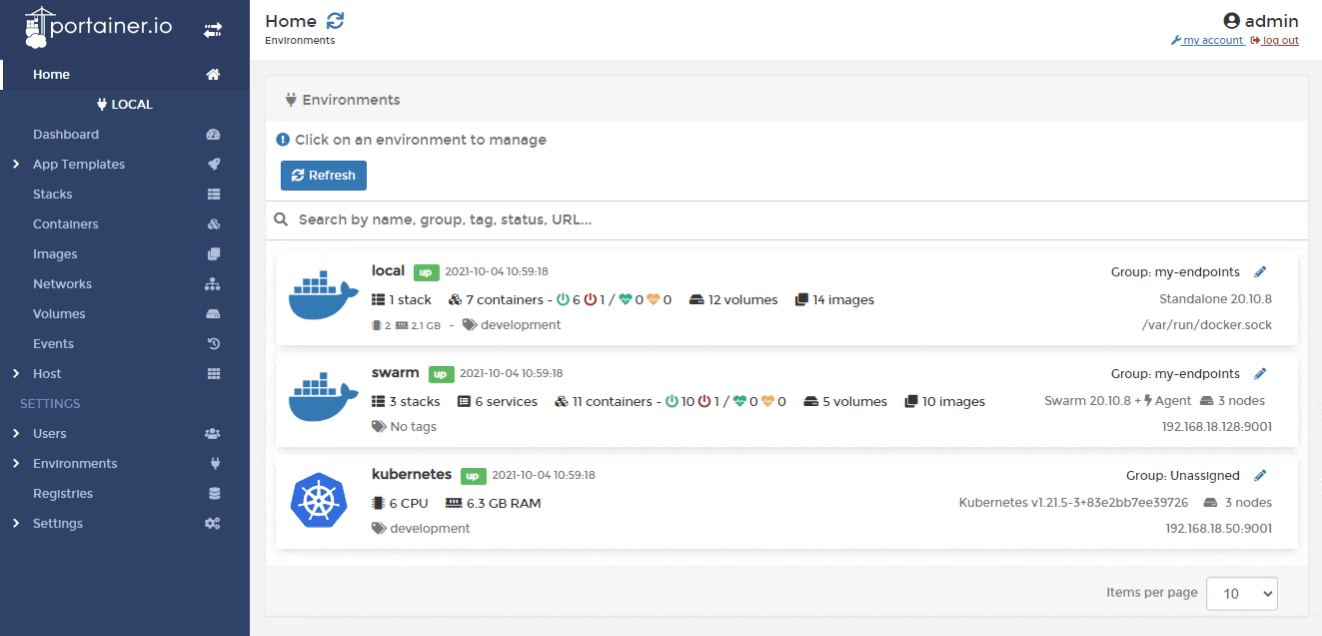 portainer.io
Home
LOCAL
Dashboard
App Templates
Stacks
Containers
Images
Networks
Volumes
Events
Host
SETTINGS
Users
Environments
Registries
Settings
Home
Environments
admin
my account log out
Environments
Click on an environment to manage
Refresh
Search by name, group, tag, status, URL...
local up 2021-10-04 10:59:18 Group: my-endpoints
1 stack 7 containers - 6 1 / 0 0 12 volumes 14 images Standalone 20.10.8
2 2.1 GB - development /var/run/docker.sock
swarm up 2021-10-04 10:59:18 Group: my-endpoints
3 stacks 6 services 11 containers - 10 1 / 0 0 5 volumes 10 images Swarm 20.10.8 + Agent 3 nodes
No tags 192.168.18.128:9001
kubernetes up 2021-10-04 10:59:18 Group: Unassigned
6 CPU 6.3 GB RAM Kubernetes v1.21.5-3+83e2bb7ee39726 3 nodes
development 192.168.18.50:9001
Items per page 10